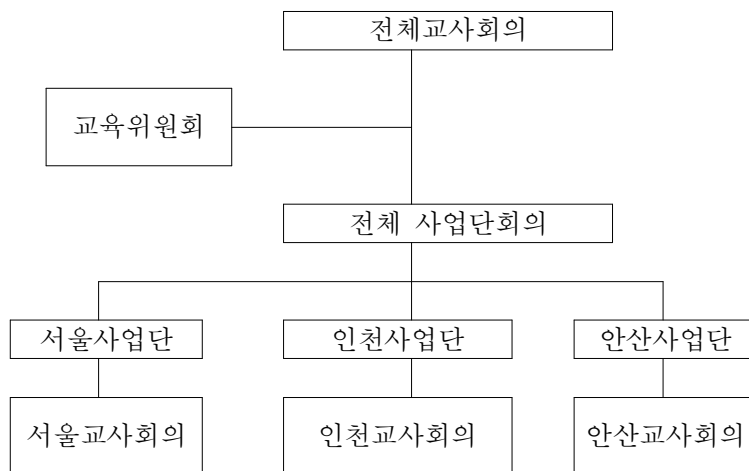 전체교사회의
교육위원회
전체 사업단회의
서울사업단
인천사업단
안산사업단
서울교사회의
인천교사회의
안산교사회의